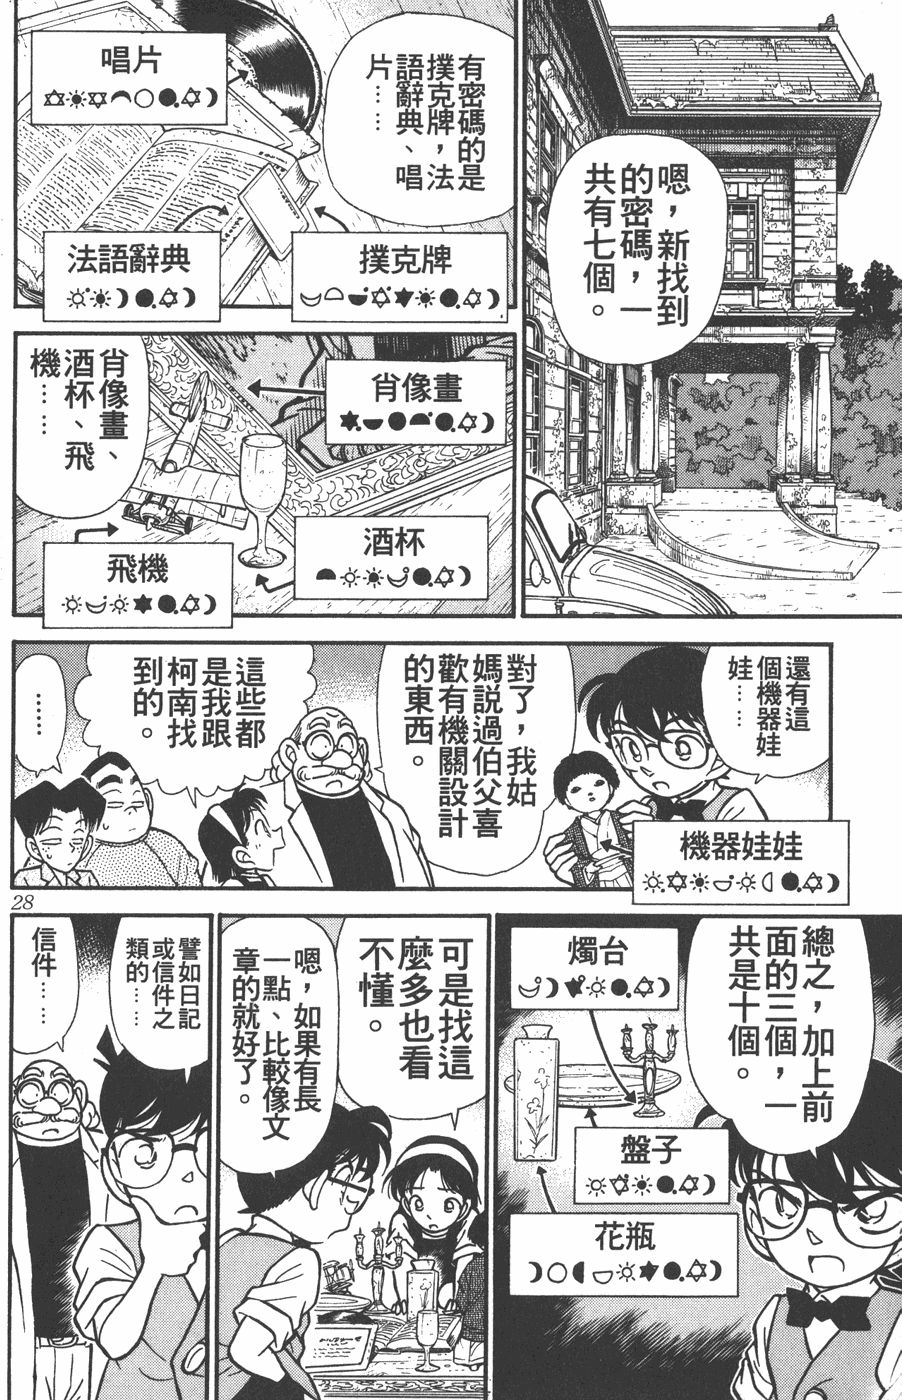 嗯，新找到
的密碼，一
共有七個。
有密碼的是
撲克牌，法
語辭典、唱
片……
唱片
撲克牌
法語辭典
肖像畫、
酒杯、飛
機……
肖像畫
酒杯
飛機
還有這
個機器娃
娃……
機器娃娃
對了，我姑
媽説過伯父喜
歡有機關設計
的東西。
這些都
是我跟
柯南找
到的。
……
28
總之，加上前
面的三個，一
共是十個。
燭台
盤子
花瓶
可是找這
麼多也看
不懂。
嗯，如果有長
一點、比較像文
章的就好了。
譬如日記
或信件之
類的…
信件……